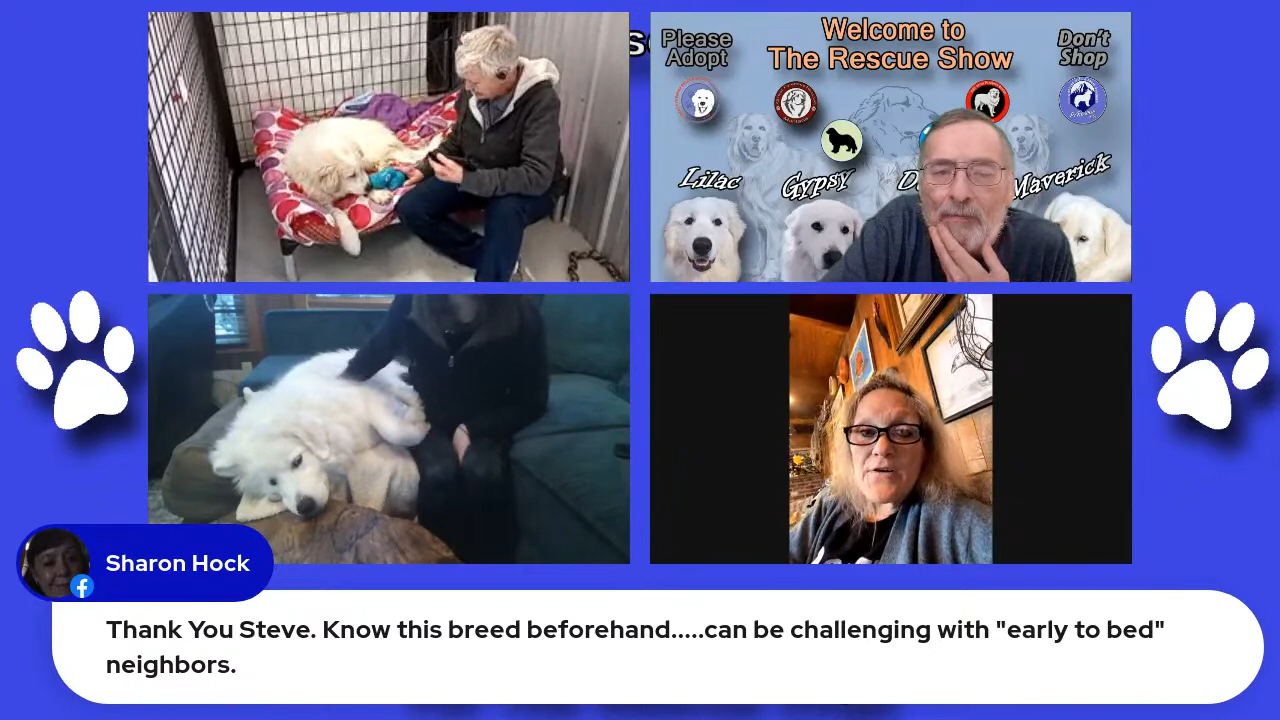 Please
Adopt
Welcome to
The Rescue Show
Don't
Shop
Lilac
Gypsy
Maverick
Sharon Hock
Thank You Steve. Know this breed beforehand.....can be challenging with "early to bed"
neighbors.